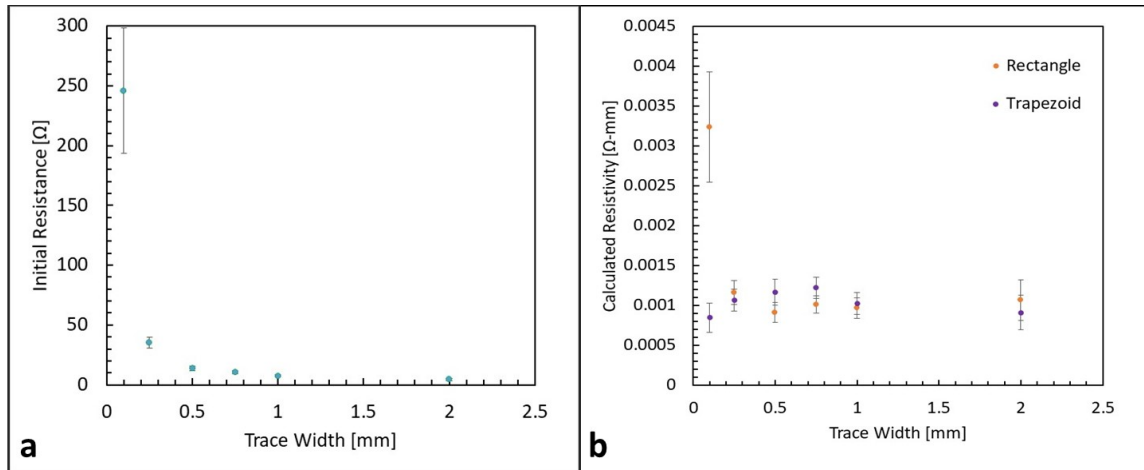 300
250
200
150
100
50
0
Initial Resistance [Ω]
0 0.5 1 1.5 2 2.5
Trace Width [mm]
a
0.0045
0.004
0.0035
0.003
0.0025
0.002
0.0015
0.001
0.0005
0
Calculated Resistivity [Ω-mm]
Rectangle
Trapezoid
0 0.5 1 1.5 2 2.5
Trace Width [mm]
b